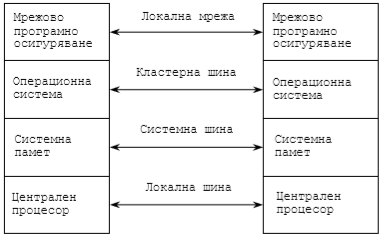 Мрежово
програмно
осигуряване
Локална мрежа
Мрежово
програмно
осигуряване
Операционна
система
Кластерна шина
Операционна
система
Системна
памет
Системна шина
Системна
памет
Централен
процесор
Локална шина
Централен
процесор